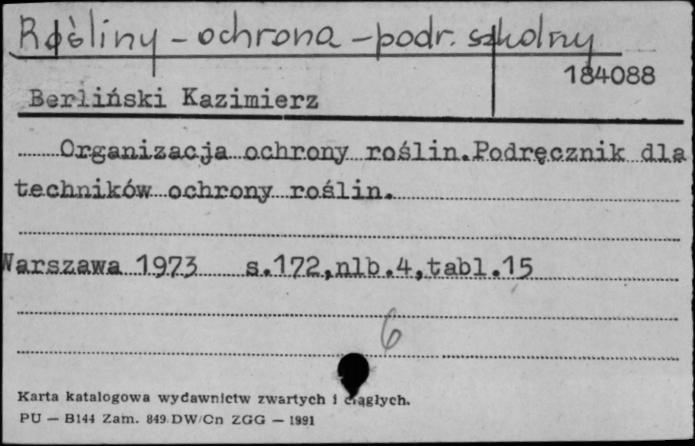 Rośliny – ochrona – podr. szkolny
184088
Berliński Kazimierz
Organizacja ochrony roślin.Podręcznik dla
techników ochrony roślin.
Warszawa 1973 s.172,nlb.4,tabl.15
6
Karta katalogowa wydawnictw zwartych i ciągłych.
PU — B144 Zam. 849 DW/Cn ZGG — 1991